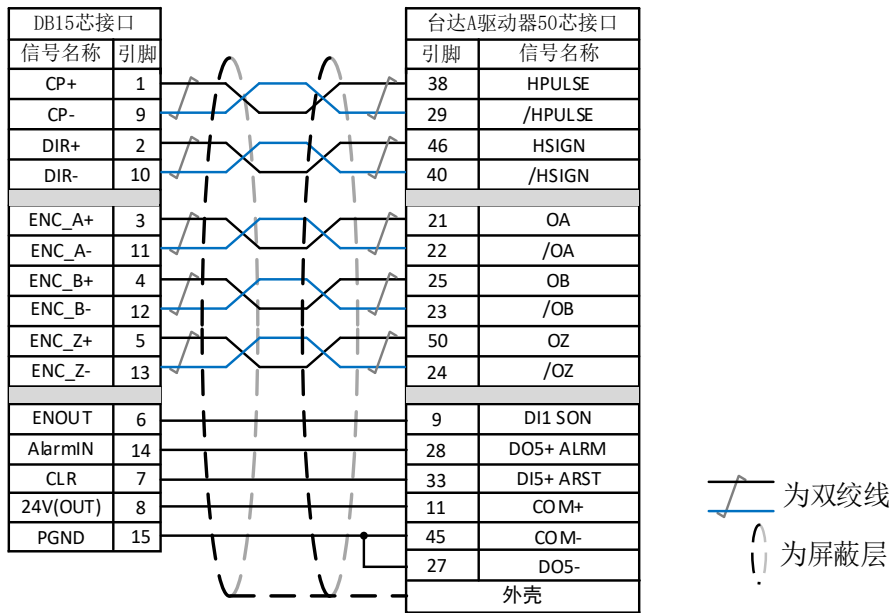 DB15芯接口 台达A驱动器50芯接口
信号名称 引脚 引脚 信号名称
CP+ 1 38 HPULSE
CP- 9 29 /HPULSE
DIR+ 2 46 HSIGN
DIR- 10 40 /HSIGN
ENC_A+ 3 21 OA
ENC_A- 11 22 /OA
ENC_B+ 4 25 OB
ENC_B- 12 23 /OB
ENC_Z+ 5 50 OZ
ENC_Z- 13 24 /OZ
ENOUT 6 9 DI1 SON
AlarmIN 14 28 DO5+ ALRM
CLR 7 33 DI5+ ARST
24V(OUT) 8 11 COM+
PGND 15 45 COM-
27 DO5-
外壳
为双绞线
为屏蔽层